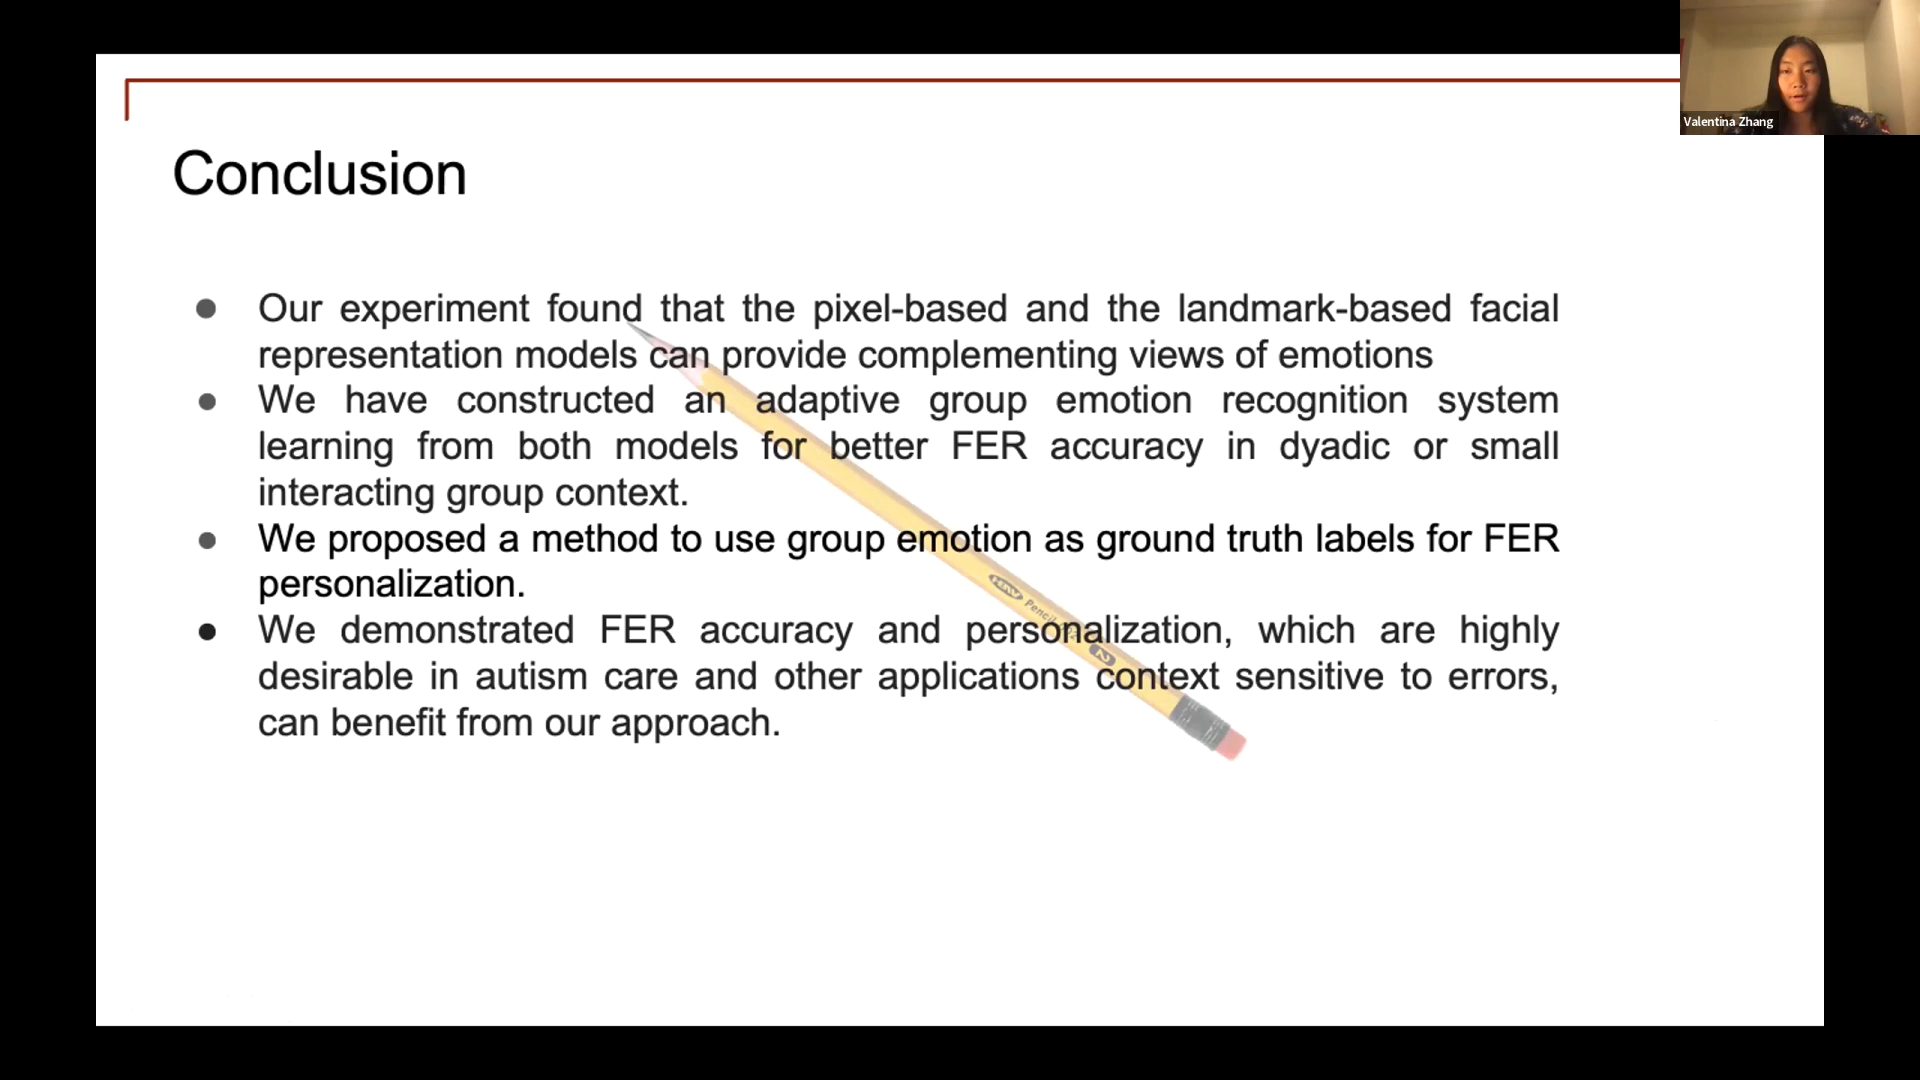 Valentina Zhang
Conclusion
● Our experiment found that the pixel-based and the landmark-based facial
representation models can provide complementing views of emotions
● We have constructed an adaptive group emotion recognition system
learning from both models for better FER accuracy in dyadic or small
interacting group context.
● We proposed a method to use group emotion as ground truth labels for FER
personalization.
● We demonstrated FER accuracy and personalization, which are highly
desirable in autism care and other applications context sensitive to errors,
can benefit from our approach.
Pencil
2